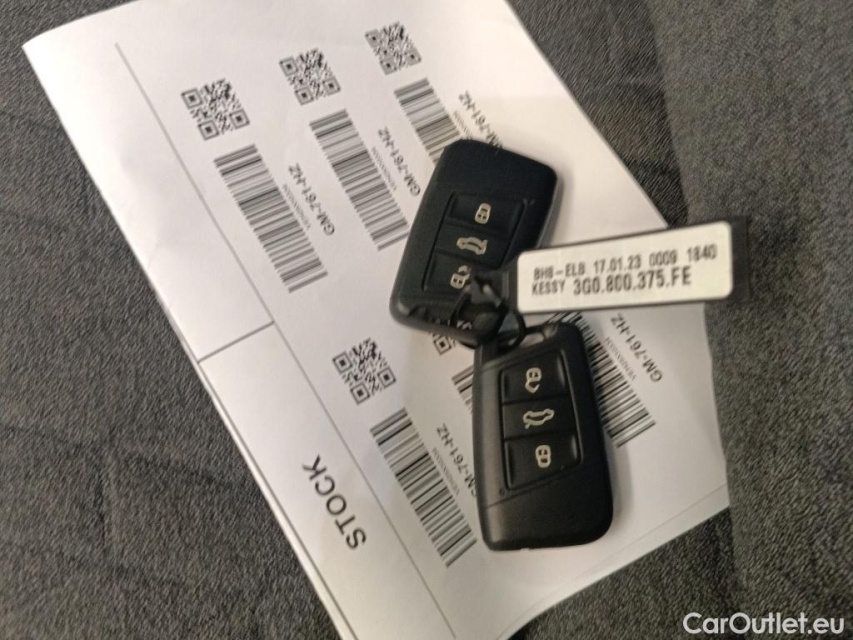 GM-761-HZ
GM-761-HZ
GM-761-HZ
BH8-EL8 17.01.23 0009 1840
KESSY 3G0.800.375.FE
GM-761-HZ
GM-761-HZ
STOCK
CarOutlet.eu